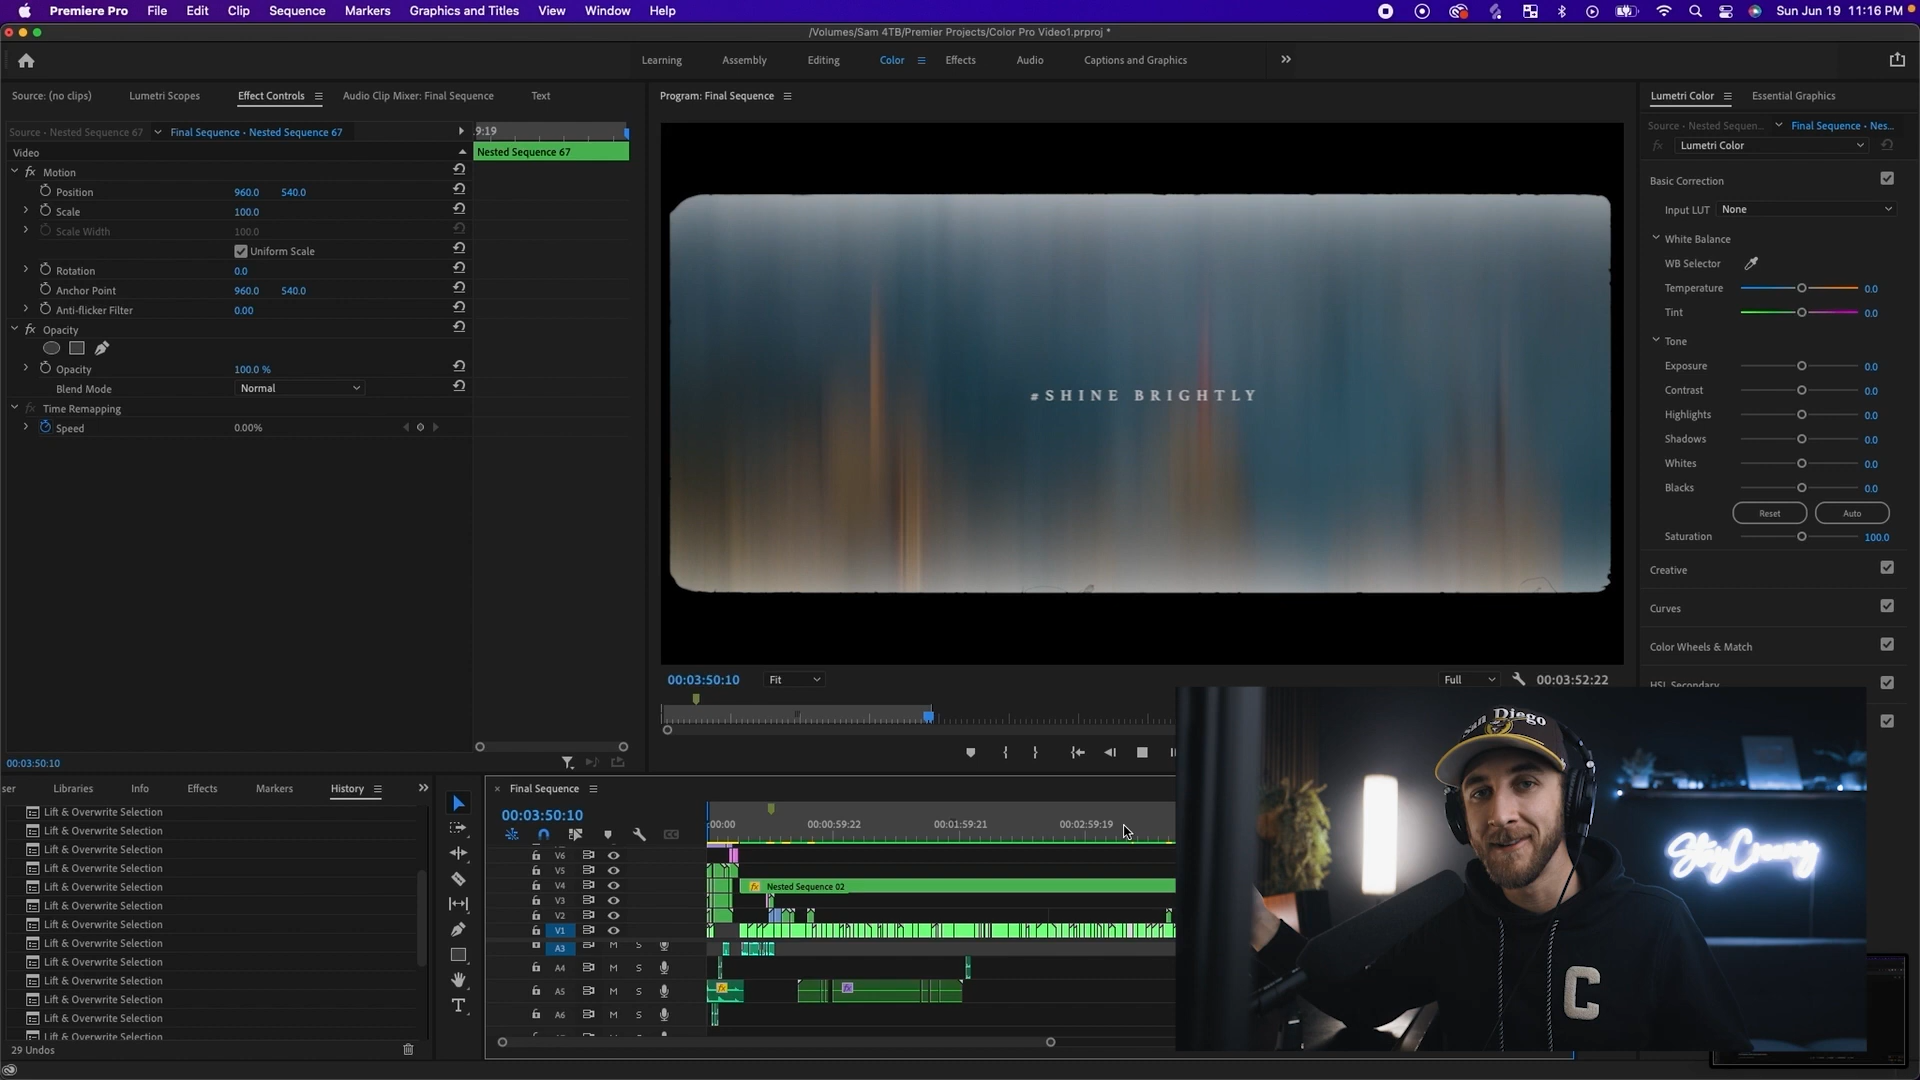 Premiere Pro File Edit Clip Sequence Markers Graphics and Titles View Window Help Sun Jun 19 11:16 PM
/Volumes/Sam 4TB/Premier Projects/Color Pro Video1.prproj *
Learning Assembly Editing Color Effects Audio Captions and Graphics
Source: (no clips) Lumetri Scopes Effect Controls Audio Clip Mixer: Final Sequence Text
Source • Nested Sequence 67 Final Sequence • Nested Sequence 67
:9:19
Video
Nested Sequence 67
fx Motion
Position 960.0 540.0
Scale 100.0
Scale Width 100.0
Uniform Scale
Rotation 0.0
Anchor Point 960.0 540.0
Anti-flicker Filter 0.00
fx Opacity
Opacity 100.0 %
Blend Mode Normal
fx Time Remapping
Speed 0.00%
00:03:50:10
Program: Final Sequence
#SHINE BRIGHTLY
00:03:50:10 Fit Full 00:03:52:22
Lumetri Color Essential Graphics
Source • Nested Sequen... Final Sequence • Nes...
fx Lumetri Color
Basic Correction
Input LUT None
White Balance
WB Selector
Temperature 0.0
Tint 0.0
Tone
Exposure 0.0
Contrast 0.0
Highlights 0.0
Shadows 0.0
Whites 0.0
Blacks 0.0
Reset Auto
Saturation 100.0
Creative
Curves
Color Wheels & Match
HSL Secondary
ser Libraries Info Effects Markers History
Lift & Overwrite Selection
Lift & Overwrite Selection
Lift & Overwrite Selection
Lift & Overwrite Selection
Lift & Overwrite Selection
Lift & Overwrite Selection
Lift & Overwrite Selection
Lift & Overwrite Selection
Lift & Overwrite Selection
Lift & Overwrite Selection
Lift & Overwrite Selection
Lift & Overwrite Selection
Lift & Overwrite Selection
29 Undos
T
Final Sequence
00:03:50:10
:00:00 00:00:59:22 00:01:59:21 00:02:59:19
CC
V6
V5
V4 fx Nested Sequence 02
V3
V2
V1
A3 M S
A4 M S
A5 M S fx fx
A6 M S
San Diego
StayCrewy
C